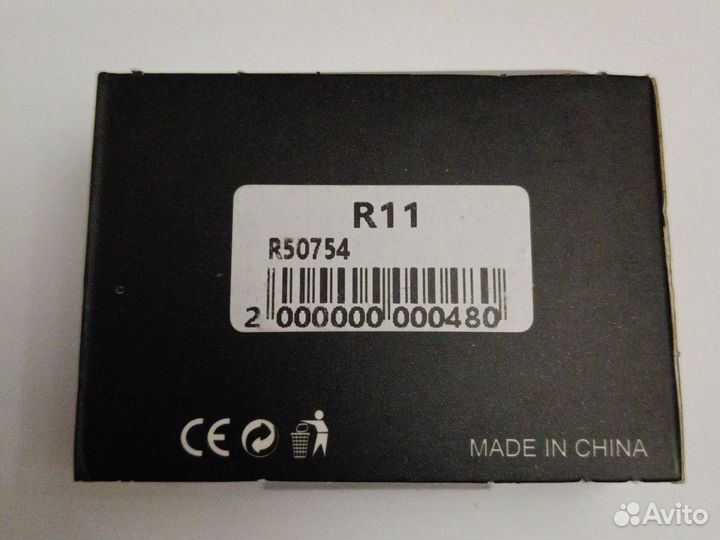 R11
R50754
2 000000 000480
CE
MADE IN CHINA
Avito